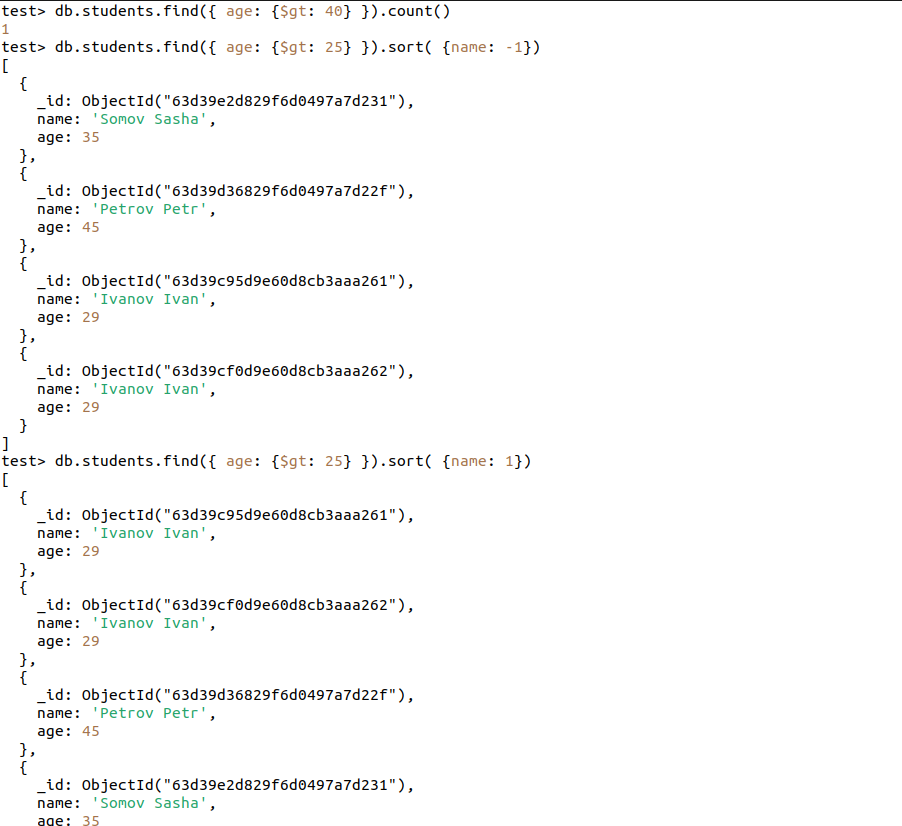 test> db.students.find({ age: {$gt: 40} }).count()
1
test> db.students.find({ age: {$gt: 25} }).sort( {name: -1})
[
  {
    _id: ObjectId("63d39e2d829f6d0497a7d231"),
    name: 'Somov Sasha',
    age: 35
  },
  {
    _id: ObjectId("63d39d36829f6d0497a7d22f"),
    name: 'Petrov Petr',
    age: 45
  },
  {
    _id: ObjectId("63d39c95d9e60d8cb3aaa261"),
    name: 'Ivanov Ivan',
    age: 29
  },
  {
    _id: ObjectId("63d39cf0d9e60d8cb3aaa262"),
    name: 'Ivanov Ivan',
    age: 29
  }
]
test> db.students.find({ age: {$gt: 25} }).sort( {name: 1})
[
  {
    _id: ObjectId("63d39c95d9e60d8cb3aaa261"),
    name: 'Ivanov Ivan',
    age: 29
  },
  {
    _id: ObjectId("63d39cf0d9e60d8cb3aaa262"),
    name: 'Ivanov Ivan',
    age: 29
  },
  {
    _id: ObjectId("63d39d36829f6d0497a7d22f"),
    name: 'Petrov Petr',
    age: 45
  },
  {
    _id: ObjectId("63d39e2d829f6d0497a7d231"),
    name: 'Somov Sasha',
    age: 35